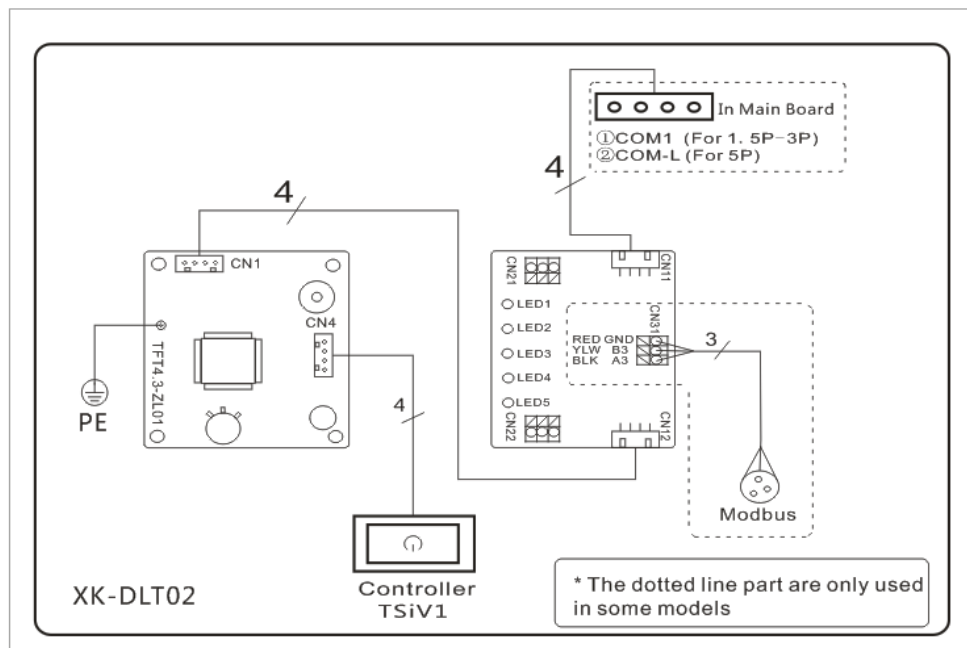 In Main Board
①COM1 (For 1. 5P-3P)
②COM-L (For 5P)
4
4
CN1
CN4
TFT4.3-ZL01
PE
4
CN21
CN11
LED1
LED2
LED3
LED4
LED5
CN31
RED GND
YLW B3
BLK A3
3
CN22
CN12
Modbus
Controller
TSiV1
XK-DLT02
* The dotted line part are only used
in some models